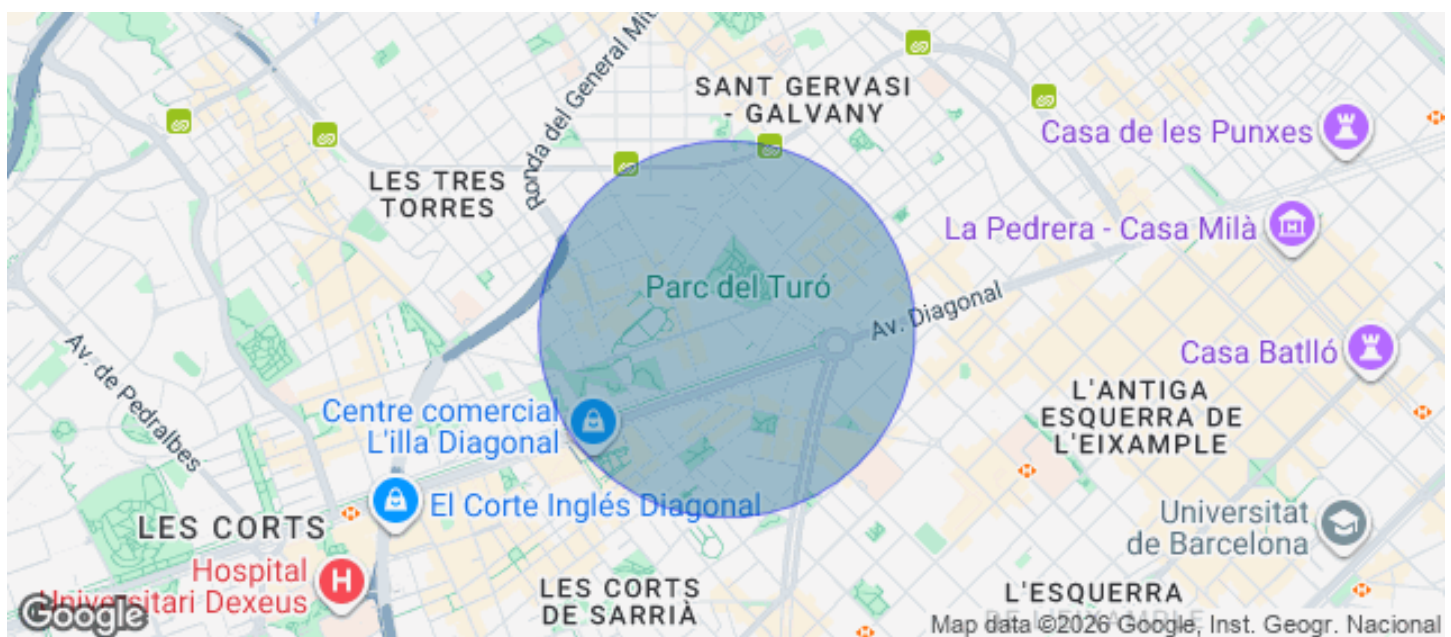 Ronda del General Mit
SANT GERVASI
- GALVANY
Casa de les Punxes
LES TRES
TORRES
La Pedrera - Casa Milà
Parc del Turó
Av. Diagonal
Av. de Pedralbes
Casa Batlló
L'ANTIGA
ESQUERRA DE
L'EIXAMPLE
Centre comercial
L'illa Diagonal
El Corte Inglés Diagonal
LES CORTS
Universitat
de Barcelona
Hospital
Universitari Dexeus
H
LES CORTS
DE SARRIÀ
L'ESQUERRA
DE L'EIXAMPLE
Google
Map data ©2026 Google, Inst. Geogr. Nacional